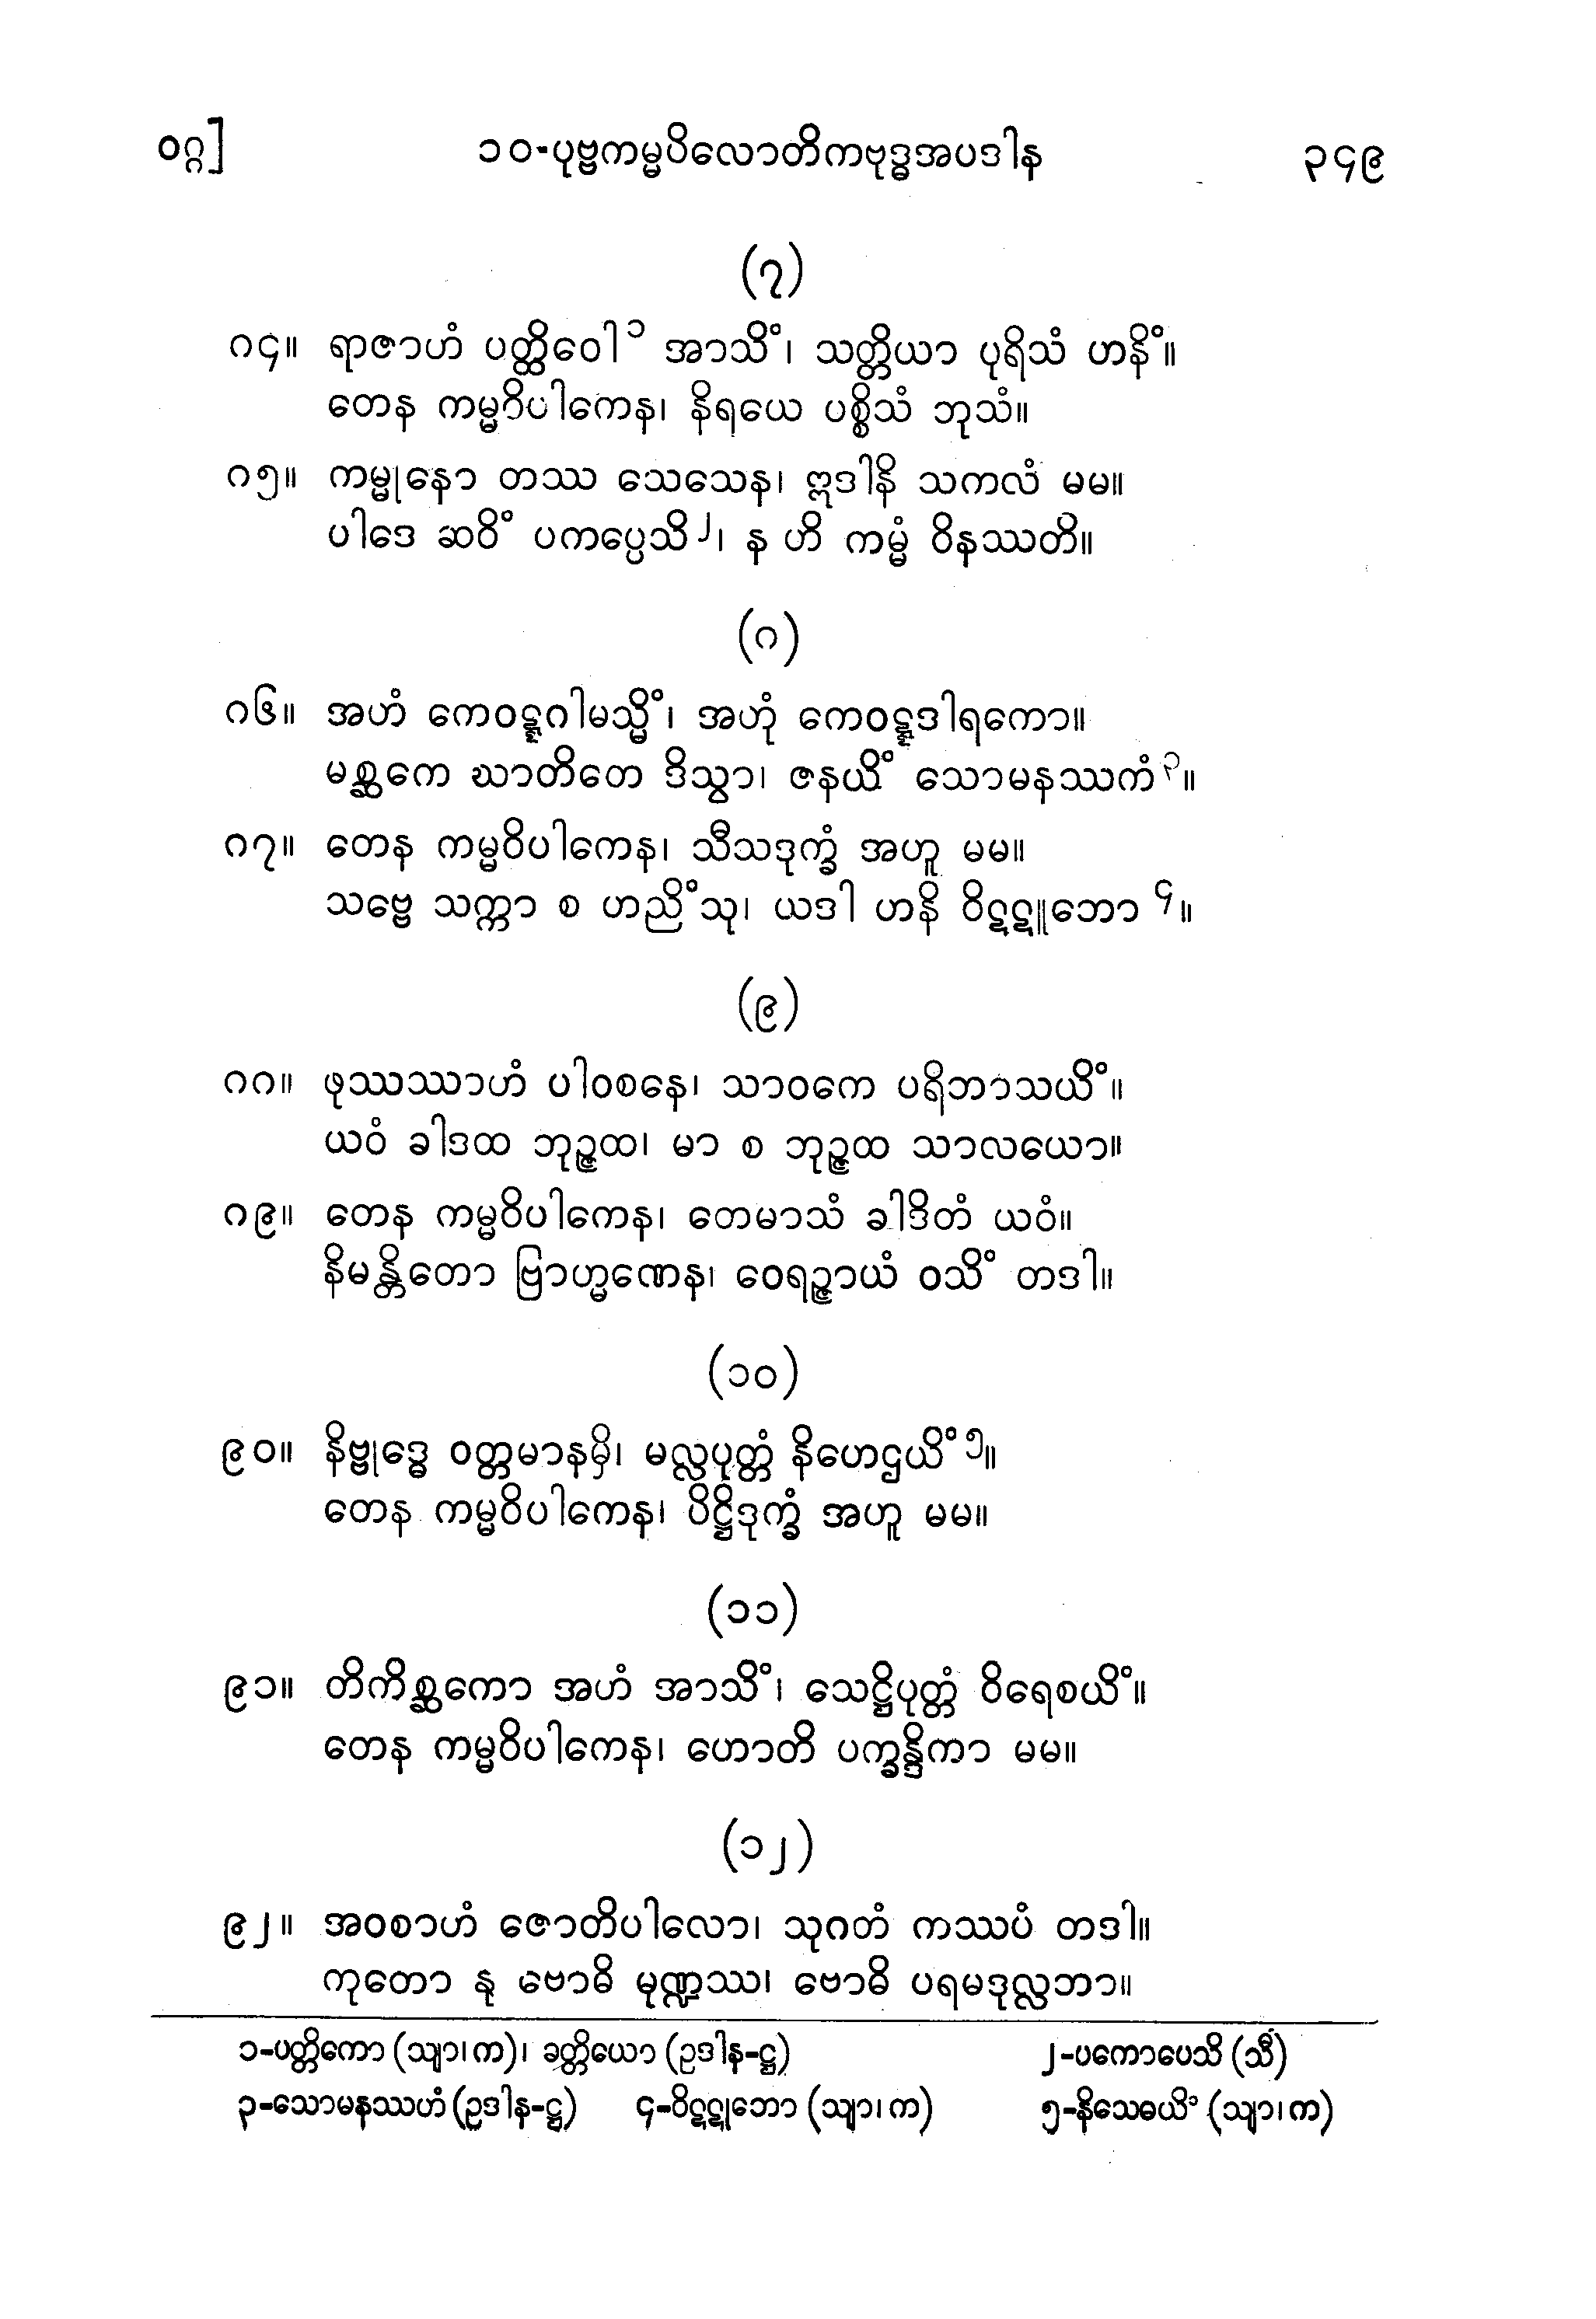 ဝဂ္ဂ] ၁၀-ပုဗ္ဗကမ္မပိလောတိကဗုဒ္ဓအပဒါန ၃၄၉
(၇)
၈၄။ ရာဇာဟံ ပတ္ထိဝေါ၁ အာသိံ၊ သတ္တိယာ ပုရိသံ ဟနိံ။
တေန ကမ္မဝိပါကေန၊ နိရယေ ပစ္စိသံ ဘုသံ။
၈၅။ ကမ္မုနော တဿ သေသေန၊ ဣဒါနိ သကလံ မမ။
ပါဒေ ဆဝိံ ပကပ္ပေသိ၂၊ န ဟိ ကမ္မံ ဝိနဿတိ။
(၈)
၈၆။ အဟံ ကေဝဋ္ဋဂါမသ္မိံ၊ အဟုံ ကေဝဋ္ဋဒါရကော။
မစ္ဆကေ ဃာတိတေ ဒိသွာ၊ ဇနယိံ သောမနဿကံ၃။
၈၇။ တေန ကမ္မဝိပါကေန၊ သီသဒုက္ခံ အဟူ မမ။
သဗ္ဗေ သက္ကာ စ ဟညိံသု၊ ယဒါ ဟနိ ဝိဋဋူဘော၄။
(၉)
၈၈။ ဖုဿဿာဟံ ပါဝစနေ၊ သာဝကေ ပရိဘာသယိံ။
ယဝံ ခါဒထ ဘုဉ္ဇထ၊ မာ စ ဘုဉ္ဇထ သာလယော။
၈၉။ တေန ကမ္မဝိပါကေန၊ တေမာသံ ခါဒိတံ ယဝံ။
နိမန္တိတော ဗြာဟ္မဏေန၊ ဝေရဉ္ဇာယံ ဝသိံ တဒါ။
(၁၀)
၉၀။ နိဗ္ဗုဒ္ဓေ ဝတ္တမာနမှိ၊ မလ္လပုတ္တံ နိဟေဌယိံ၅။
တေန ကမ္မဝိပါကေန၊ ပိဋ္ဌိဒုက္ခံ အဟူ မမ။
(၁၁)
၉၁။ တိကိစ္ဆကော အဟံ အာသိံ၊ သေဋ္ဌိပုတ္တံ ဝိရေစယိံ။
တေန ကမ္မဝိပါကေန၊ ဟောတိ ပက္ခန္ဒိကာ မမ။
(၁၂)
၉၂။ အဝစာဟံ ဇောတိပါလော၊ သုဂတံ ကဿပံ တဒါ။
ကုတော နု ဗောဓိ မုဏ္ဍဿ၊ ဗောဓိ ပရမဒုလ္လဘာ။
၁-ပတ္တိကော (သျာ၊ က)၊ ခတ္တိယော (ဥဒါန-ဋ္ဌ) ၂-ပကောပေသိ (သီ)
၃-သောမနဿဟံ (ဥဒါန-ဋ္ဌ) ၄-ဝိဋဋုဘော (သျာ၊ က) ၅-နိသေဓယိံ (သျာ၊ က)